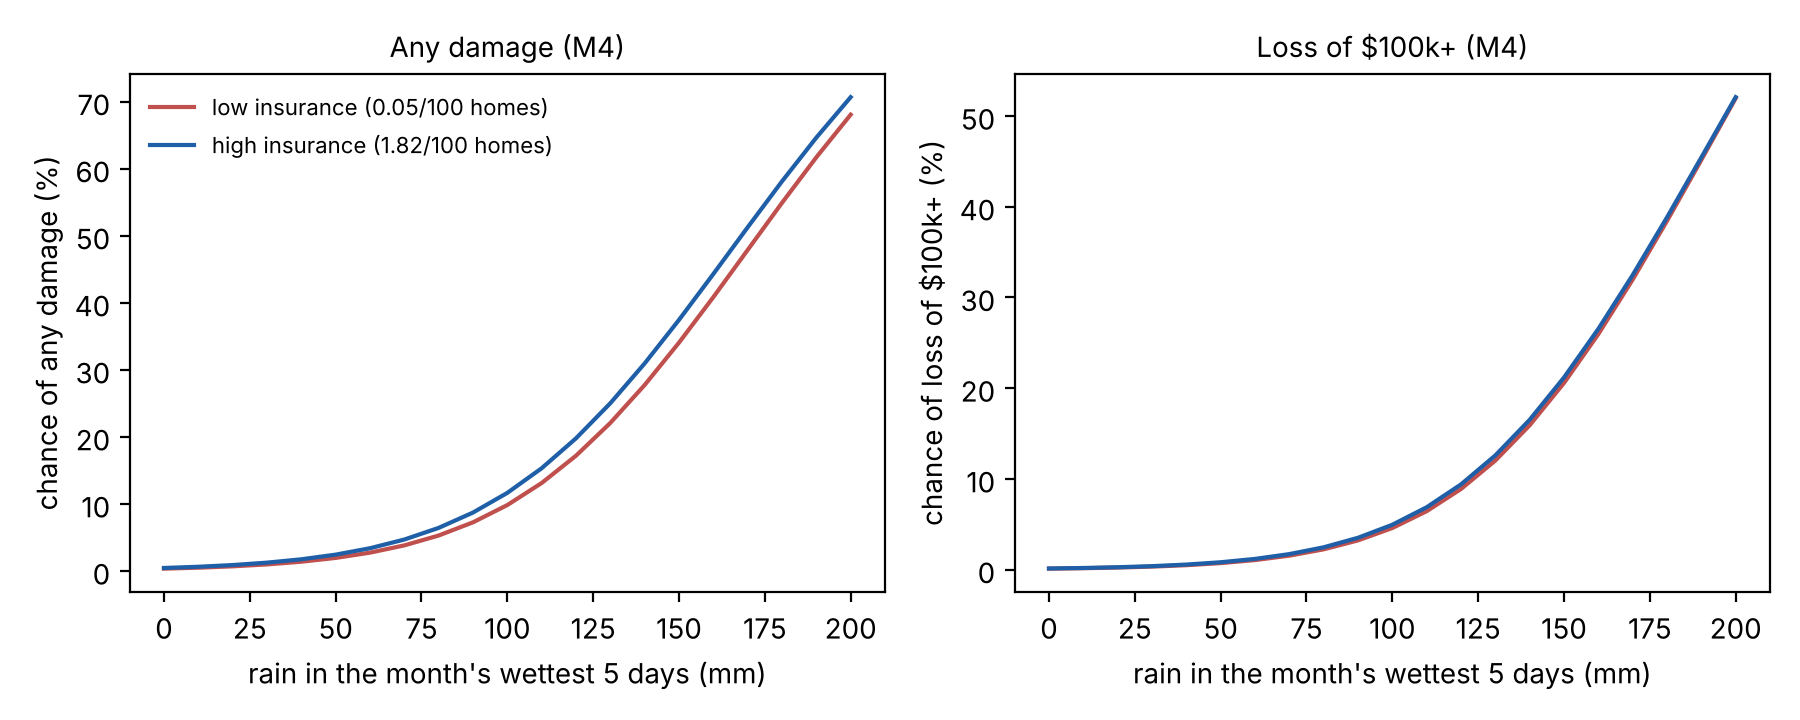 Any damage (M4)
low insurance (0.05/100 homes)
high insurance (1.82/100 homes)
chance of any damage (%)
70
60
50
40
30
20
10
0
0 25 50 75 100 125 150 175 200
rain in the month's wettest 5 days (mm)
Loss of $100k+ (M4)
chance of loss of $100k+ (%)
50
40
30
20
10
0
0 25 50 75 100 125 150 175 200
rain in the month's wettest 5 days (mm)